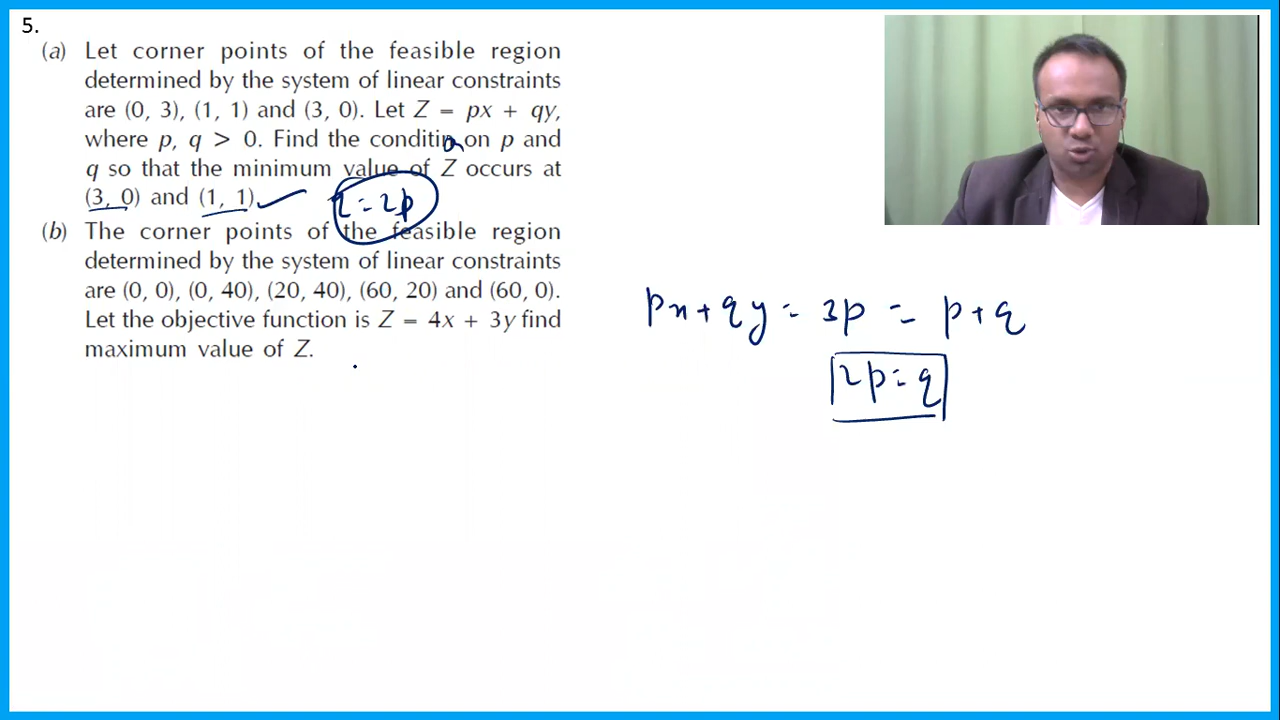 5.
(a) Let corner points of the feasible region
determined by the system of linear constraints
are (0, 3), (1, 1) and (3, 0). Let Z = px + qy,
where p, q > 0. Find the conditin on p and
q so that the minimum value of Z occurs at
(3, 0) and (1, 1).
q = 2p
(b) The corner points of the feasible region
determined by the system of linear constraints
are (0, 0), (0, 40), (20, 40), (60, 20) and (60, 0).
Let the objective function is Z = 4x + 3y find
maximum value of Z.
px + qy = 3p = p + q
2p = q